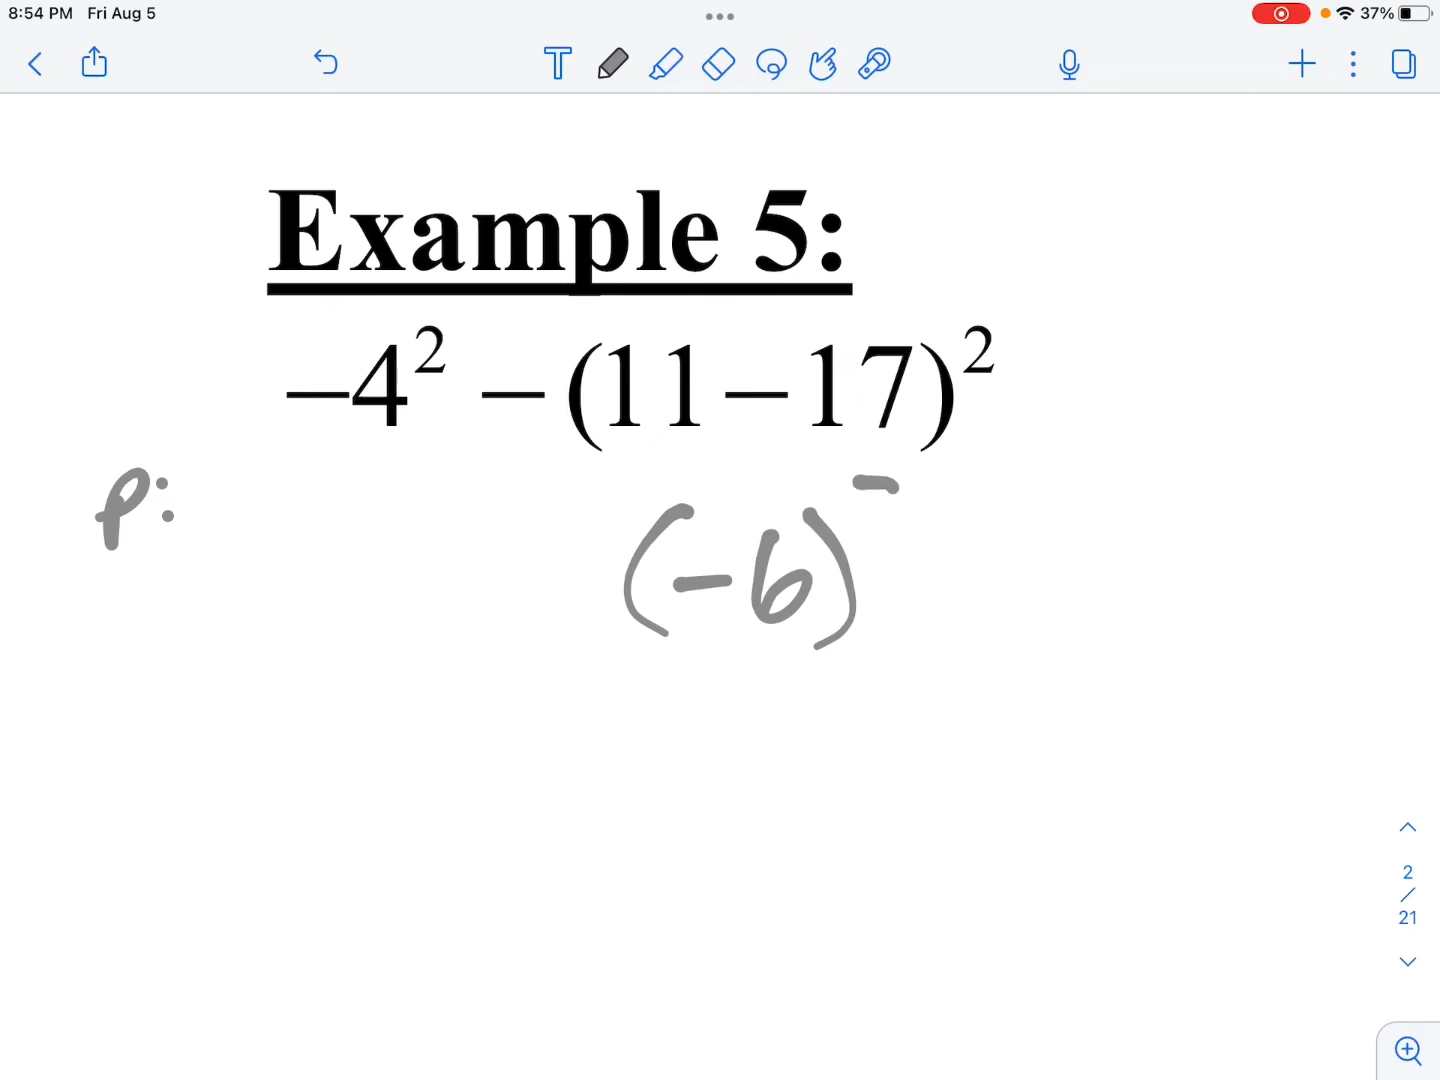 8:54 PM Fri Aug 5 37%
Example 5:
−4² − (11−17)²
P:
(−6)
2
/
21